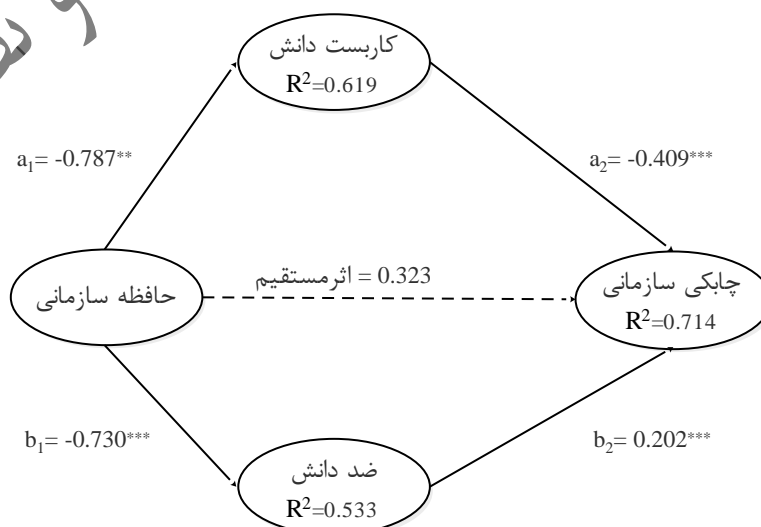 کاربست دانش
R²=0.619
a₁= -0.787**
a₂= -0.409***
حافظه سازمانی
اثرمستقیم = 0.323
چابکی سازمانی
R²=0.714
b₁= -0.730***
b₂= 0.202***
ضد دانش
R²=0.533